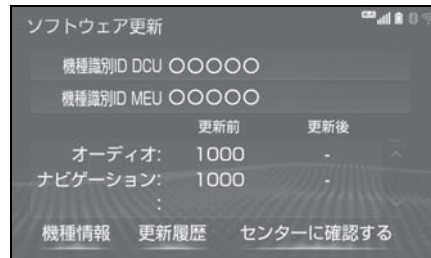 ソフトウェア更新
機種識別ID DCU ○○○○○
機種識別ID MEU ○○○○○
更新前 更新後
オーディオ: 1000 -
ナビゲーション: 1000 -
:
機種情報 更新履歴 センターに確認する